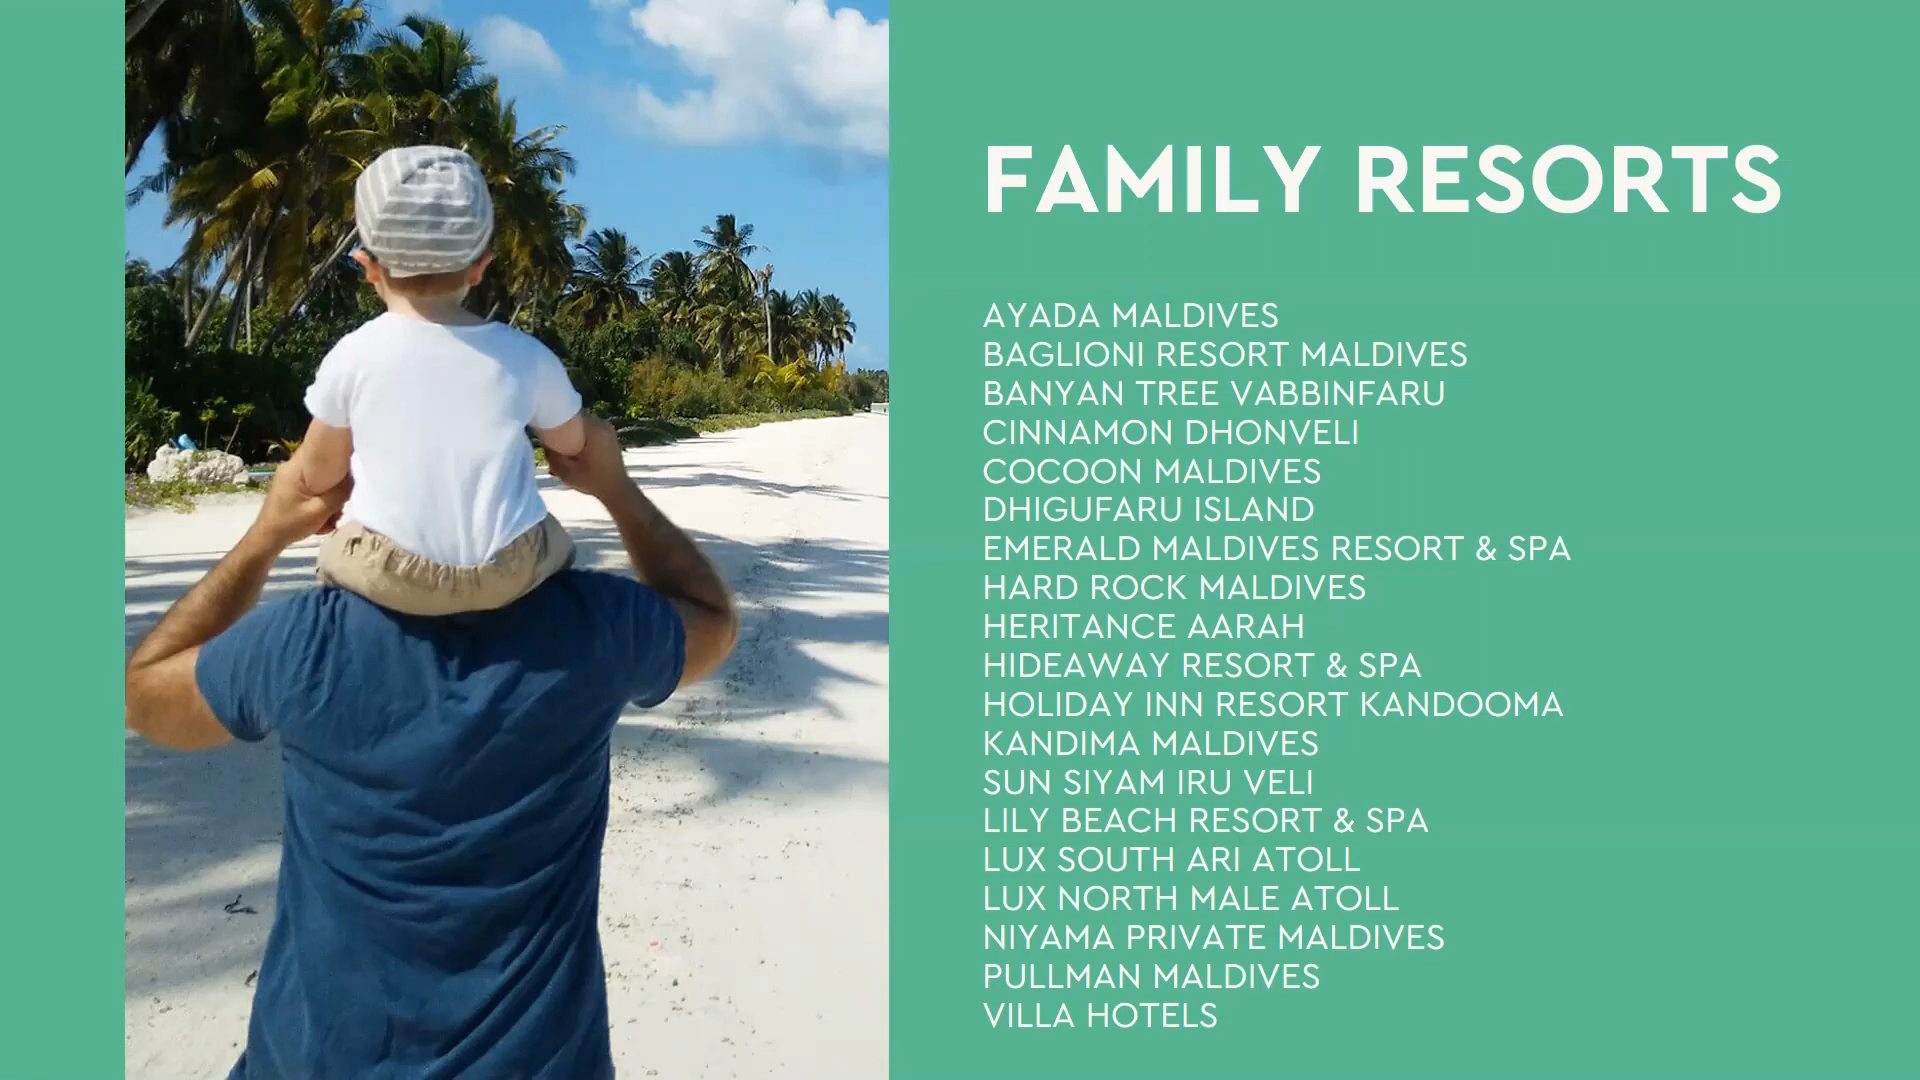 FAMILY RESORTS
AYADA MALDIVES
BAGLIONI RESORT MALDIVES
BANYAN TREE VABBINFARU
CINNAMON DHONVELI
COCOON MALDIVES
DHIGUFARU ISLAND
EMERALD MALDIVES RESORT & SPA
HARD ROCK MALDIVES
HERITANCE AARAH
HIDEAWAY RESORT & SPA
HOLIDAY INN RESORT KANDOOMA
KANDIMA MALDIVES
SUN SIYAM IRU VELI
LILY BEACH RESORT & SPA
LUX SOUTH ARI ATOLL
LUX NORTH MALE ATOLL
NIYAMA PRIVATE MALDIVES
PULLMAN MALDIVES
VILLA HOTELS